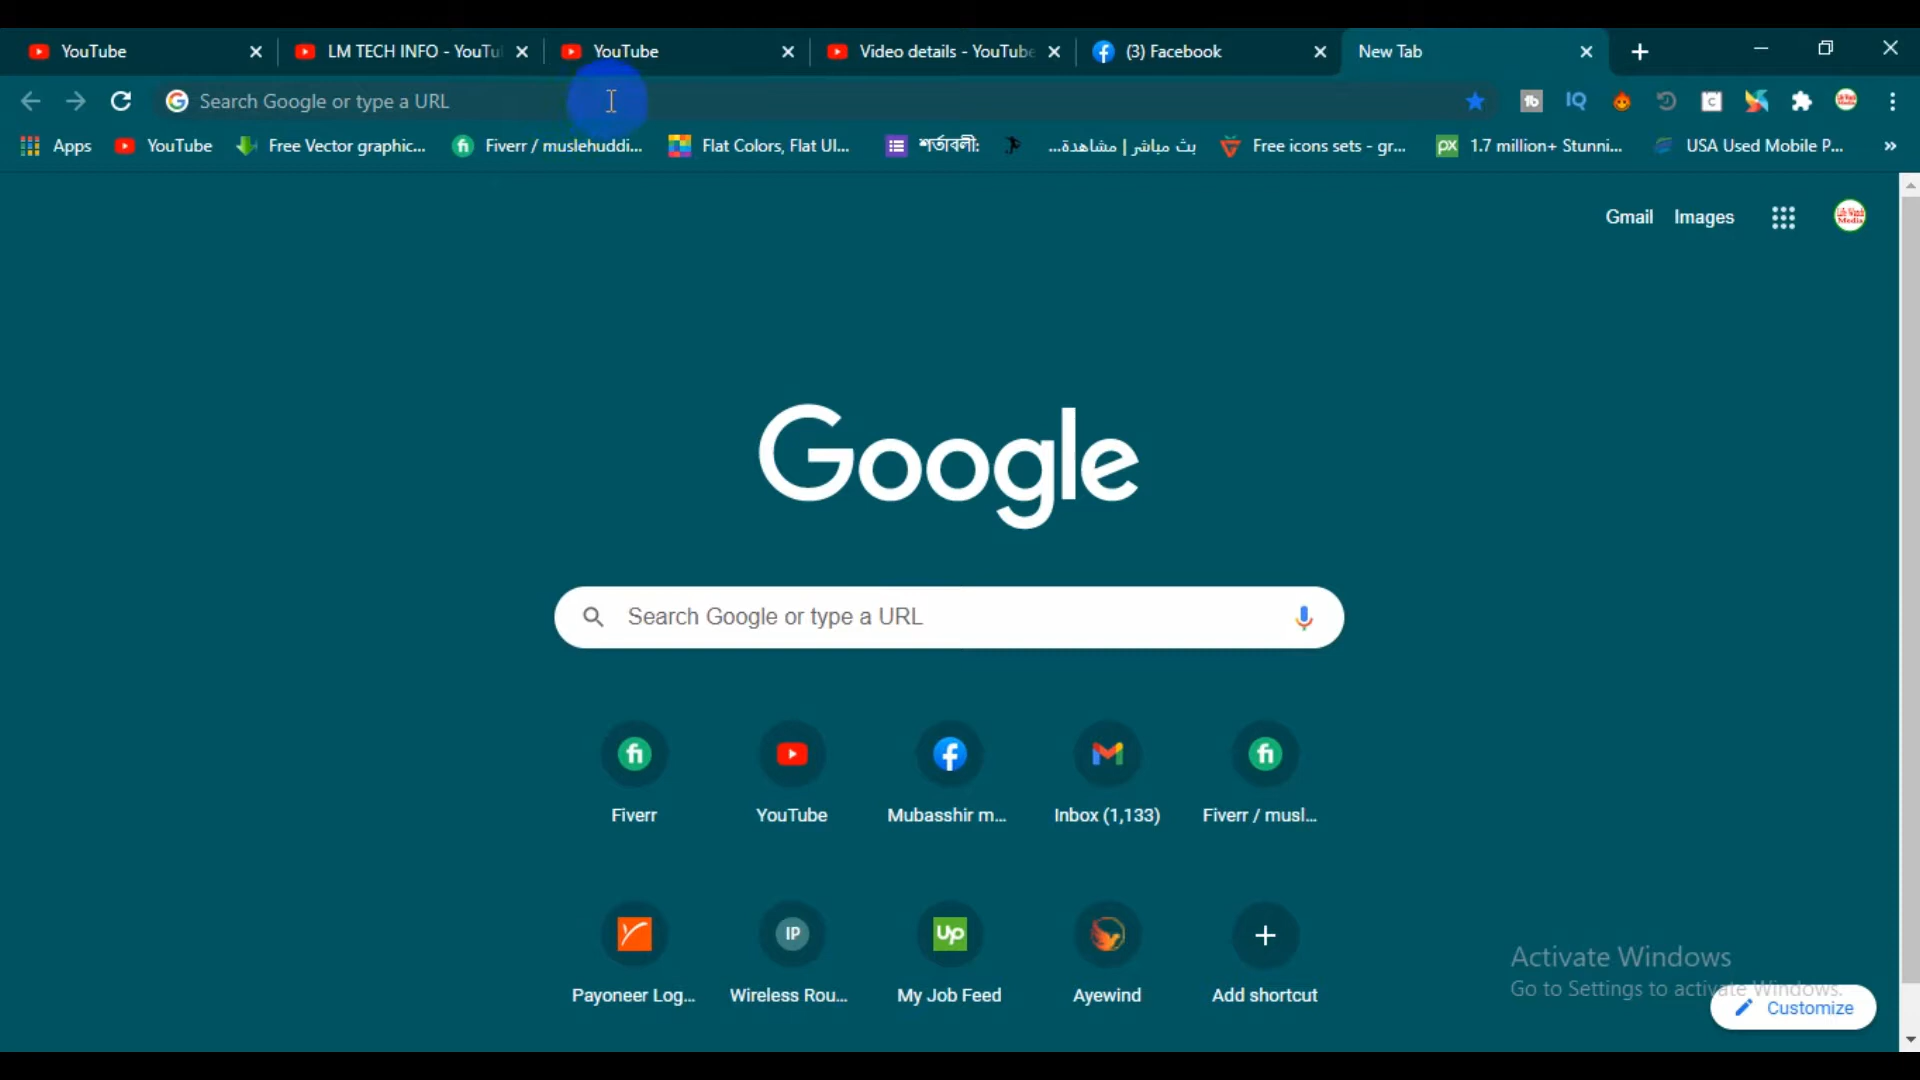 YouTube
LM TECH INFO - YouTu
YouTube
Video details - YouTube
(3) Facebook
New Tab
Search Google or type a URL
Apps
YouTube
Free Vector graphic...
Fiverr / muslehuddi...
Flat Colors, Flat UI...
শর্তাবলী:
بث مباشر | مشاهدة...
Free icons sets - gr...
1.7 million+ Stunni...
USA Used Mobile P...
Gmail
Images
Google
Search Google or type a URL
Fiverr
YouTube
Mubasshir m...
Inbox (1,133)
Fiverr / musl...
IP
Up
Payoneer Log...
Wireless Rou...
My Job Feed
Ayewind
Add shortcut
Activate Windows
Go to Settings to activate Windows.
Customize